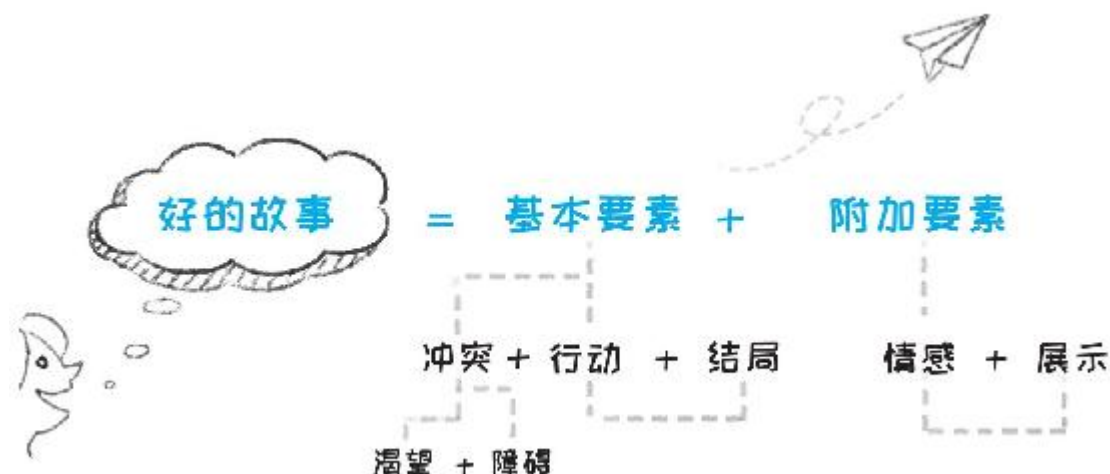 好的故事 = 基本要素 + 附加要素
冲突 + 行动 + 结局 情感 + 展示
渴望 + 障碍